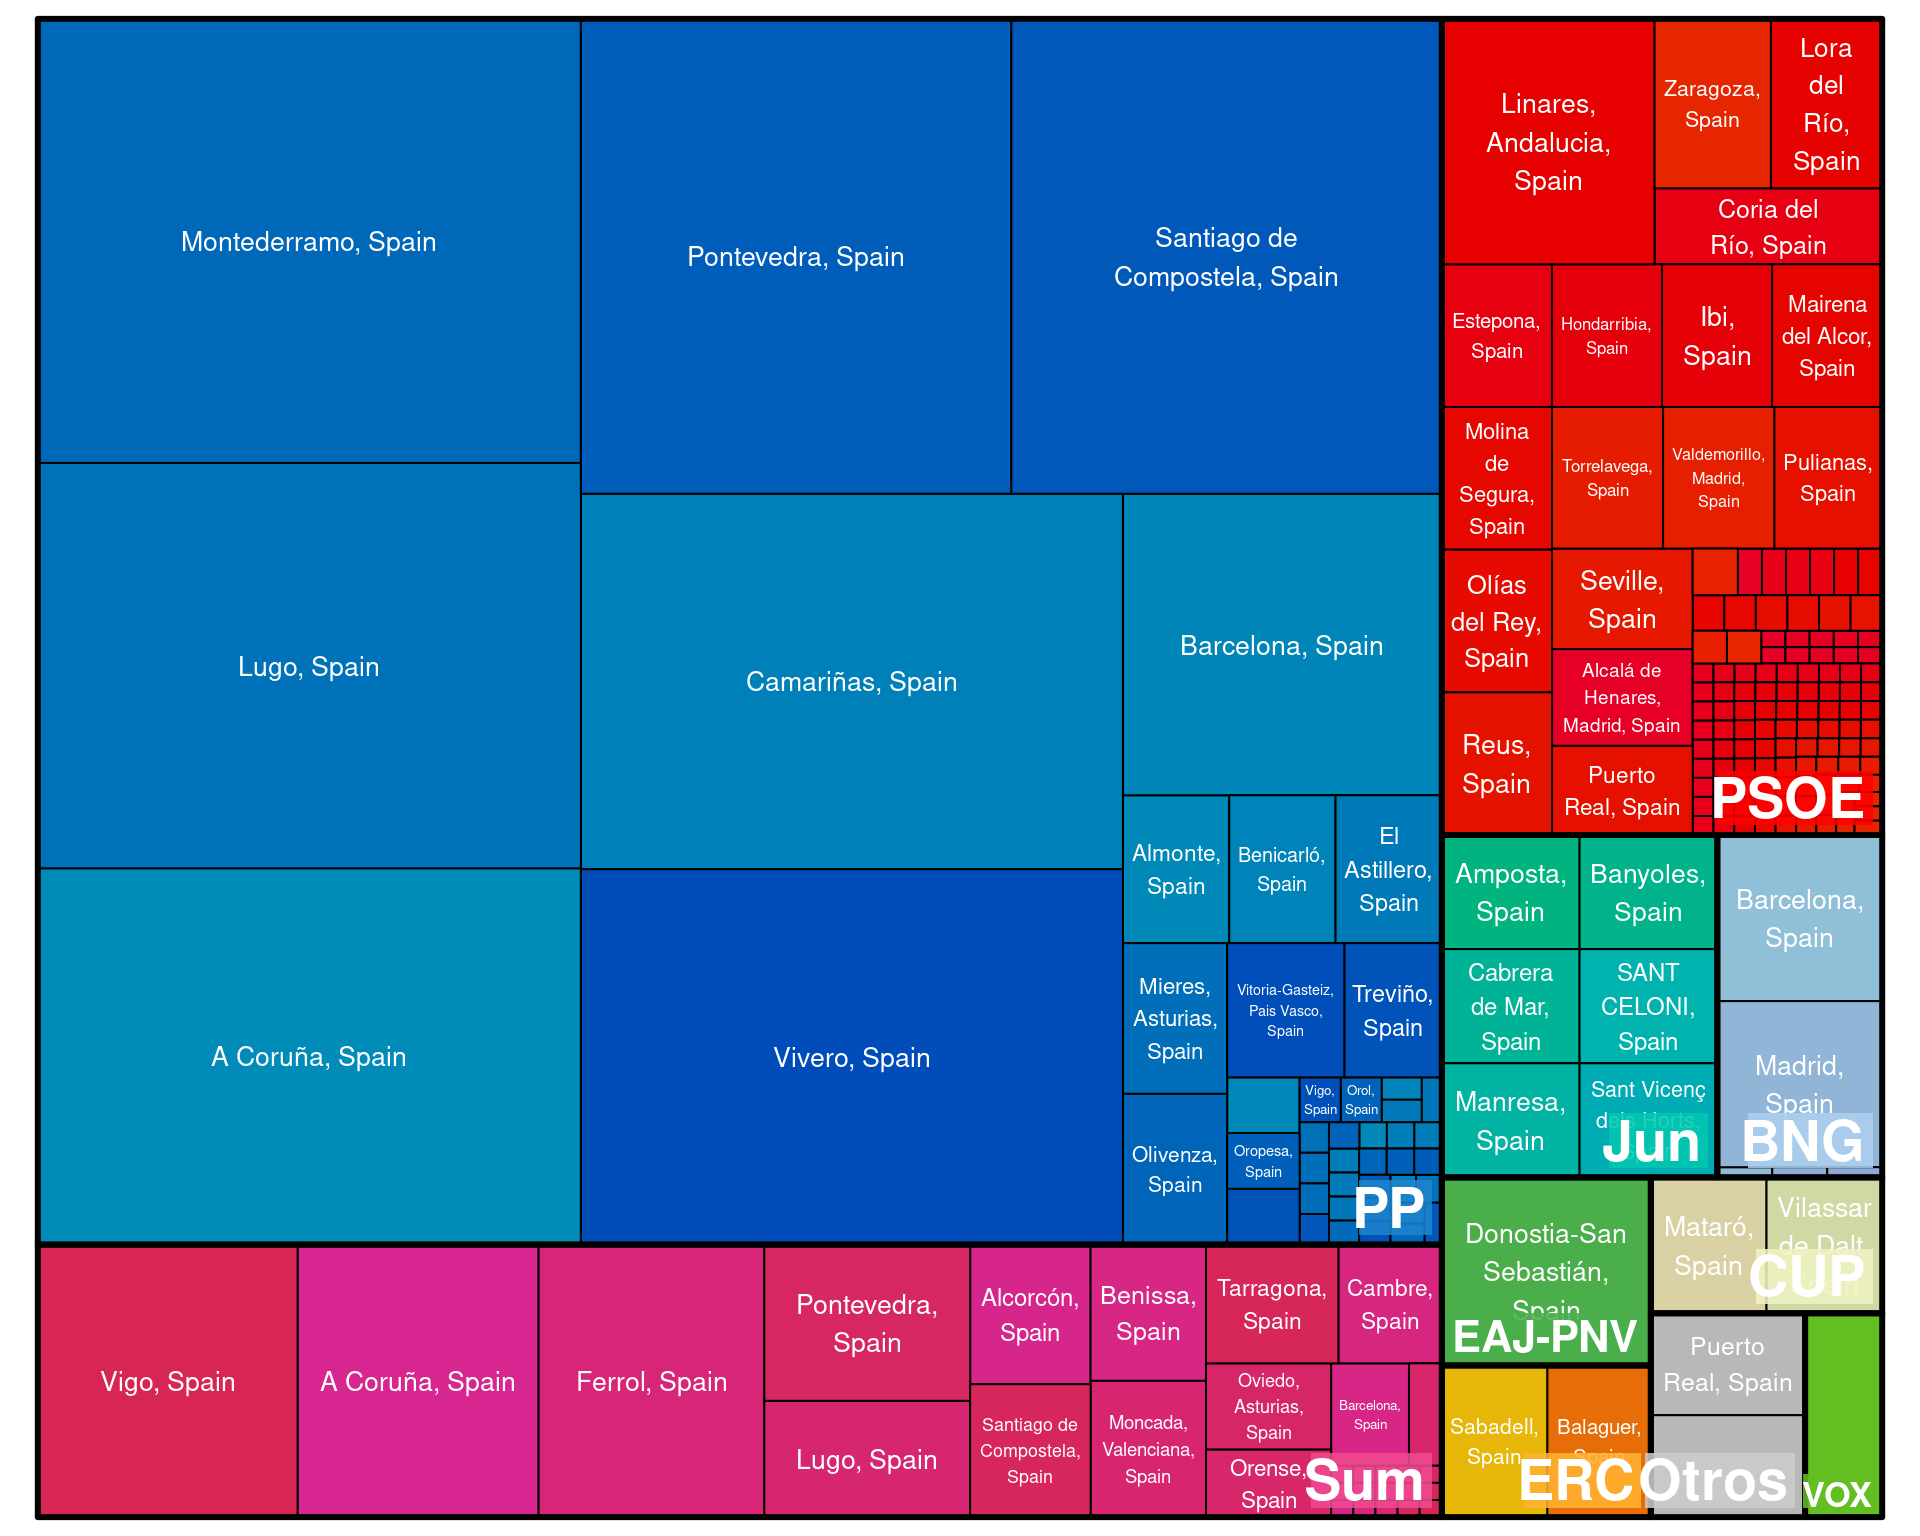 Montederramo, Spain
Lugo, Spain
A Coruña, Spain
Pontevedra, Spain
Santiago de
Compostela, Spain
Camariñas, Spain
Vivero, Spain
Barcelona, Spain
Almonte,
Spain
Benicarló,
Spain
El
Astillero,
Spain
Mieres,
Asturias,
Spain
Olivenza,
Spain
Vitoria-Gasteiz,
Pais Vasco,
Spain
Treviño,
Spain
Vigo,
Spain
Orol,
Spain
Oropesa,
Spain
PP
Vigo, Spain
A Coruña, Spain
Ferrol, Spain
Pontevedra,
Spain
Lugo, Spain
Alcorcón,
Spain
Santiago de
Compostela,
Spain
Benissa,
Spain
Moncada,
Valenciana,
Spain
Tarragona,
Spain
Cambre,
Spain
Oviedo,
Asturias,
Spain
Orense,
Spain
Barcelona,
Spain
Sum
Linares,
Andalucia,
Spain
Zaragoza,
Spain
Lora
del
Río,
Spain
Coria del
Río, Spain
Estepona,
Spain
Hondarribia,
Spain
Ibi,
Spain
Mairena
del Alcor,
Spain
Molina
de
Segura,
Spain
Torrelavega,
Spain
Valdemorillo,
Madrid,
Spain
Pulianas,
Spain
Olías
del Rey,
Spain
Reus,
Spain
Seville,
Spain
Alcalá de
Henares,
Madrid, Spain
Puerto
Real, Spain
PSOE
Amposta,
Spain
Banyoles,
Spain
Cabrera
de Mar,
Spain
SANT
CELONI,
Spain
Manresa,
Spain
Sant Vicenç
dels Horts,
Jun
Barcelona,
Spain
Madrid,
Spain
BNG
Donostia-San
Sebastián,
Spain
EAJ-PNV
Mataró,
Spain
Vilassar
de Dalt,
Spain
CUP
Sabadell,
Spain
Balaguer,
Spain
ERC
Puerto
Real, Spain
Otros
VOX